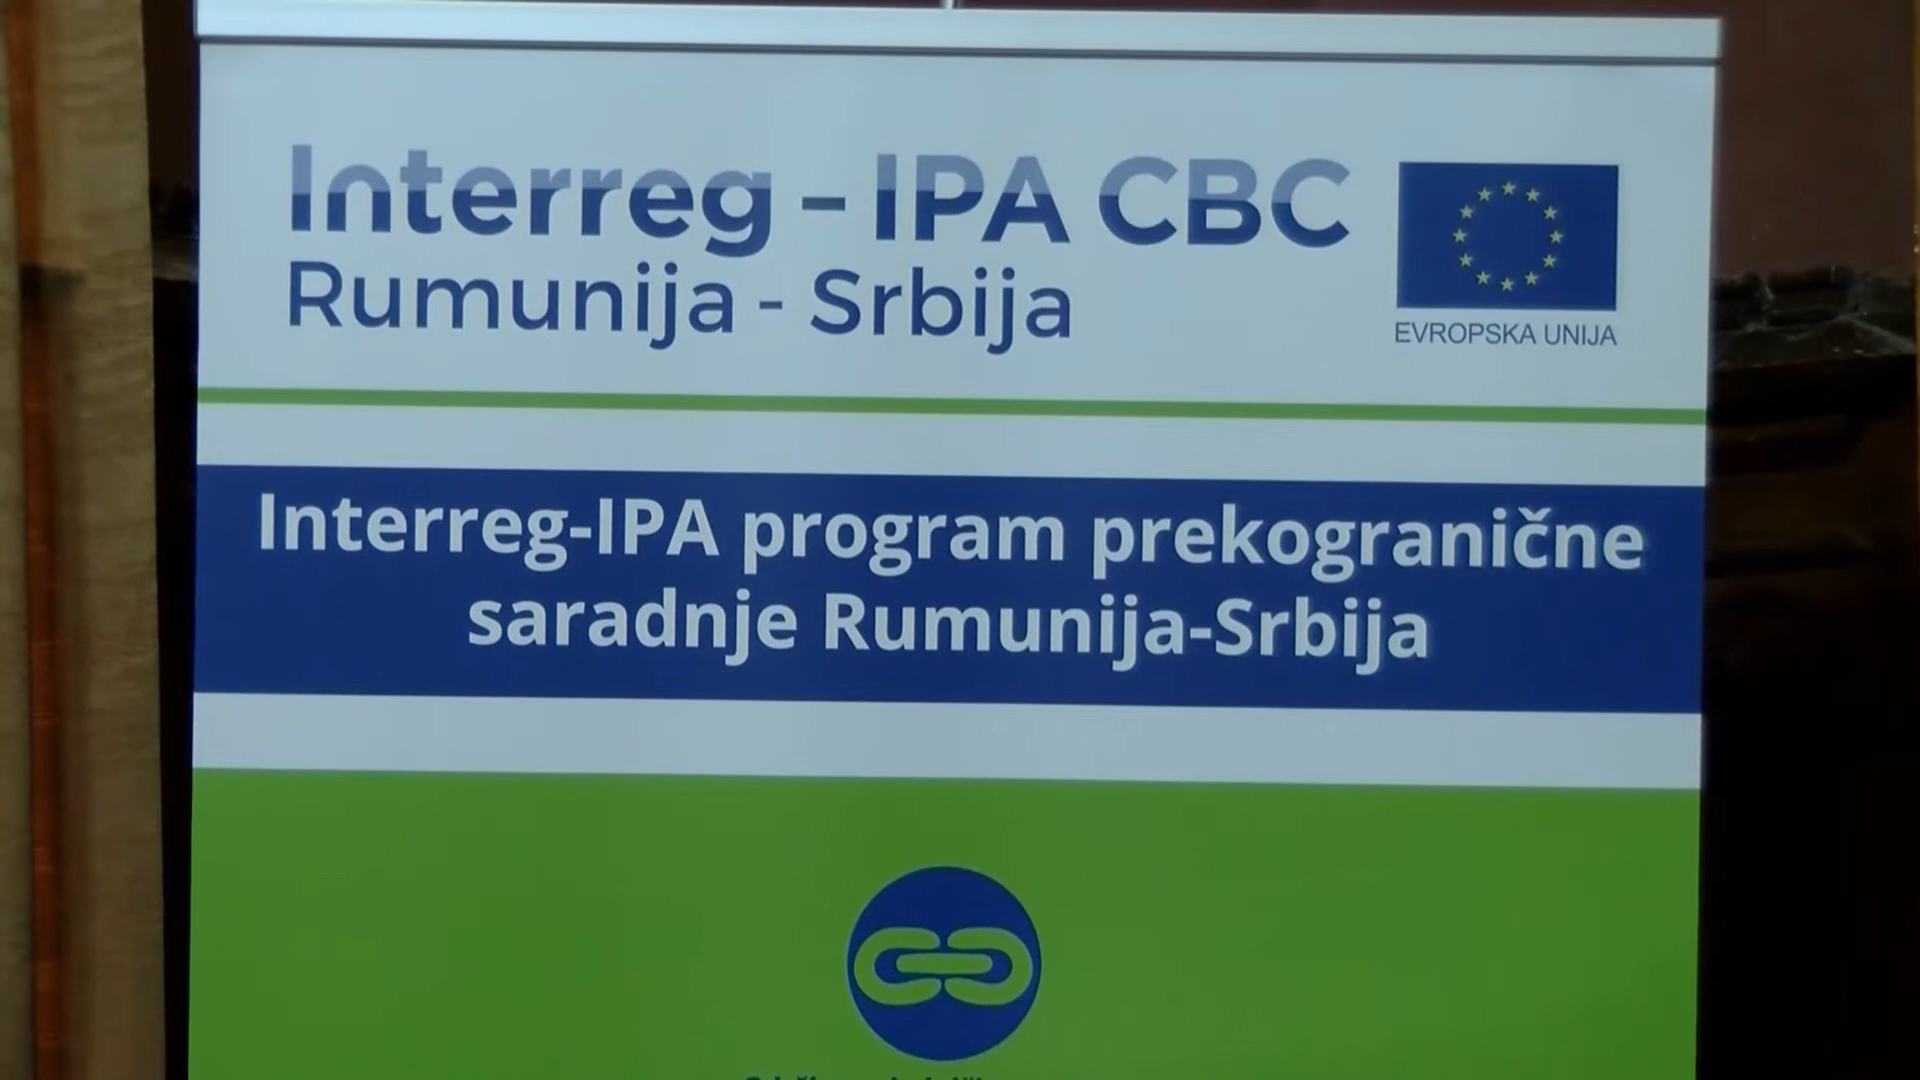 Interreg - IPA CBC
Rumunija - Srbija
EVROPSKA UNIJA
Interreg-IPA program prekogranične
saradnje Rumunija-Srbija